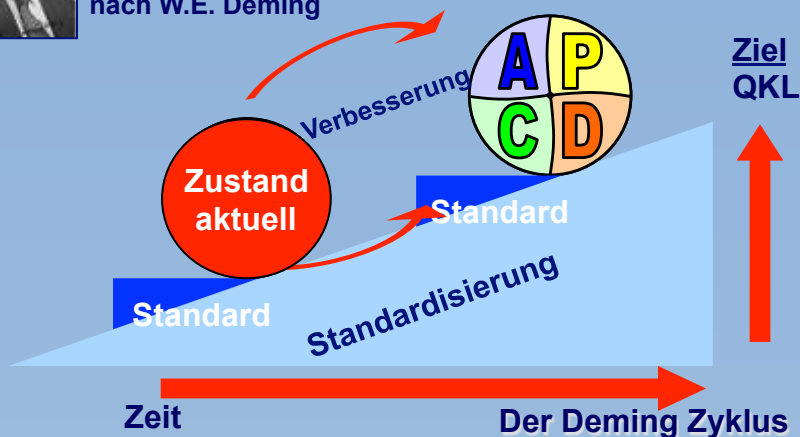 nach W.E. Deming
Ziel
QKL
A P
C D
Verbesserung
Zustand
aktuell
Standard
Standard
Standardisierung
Zeit
Der Deming Zyklus